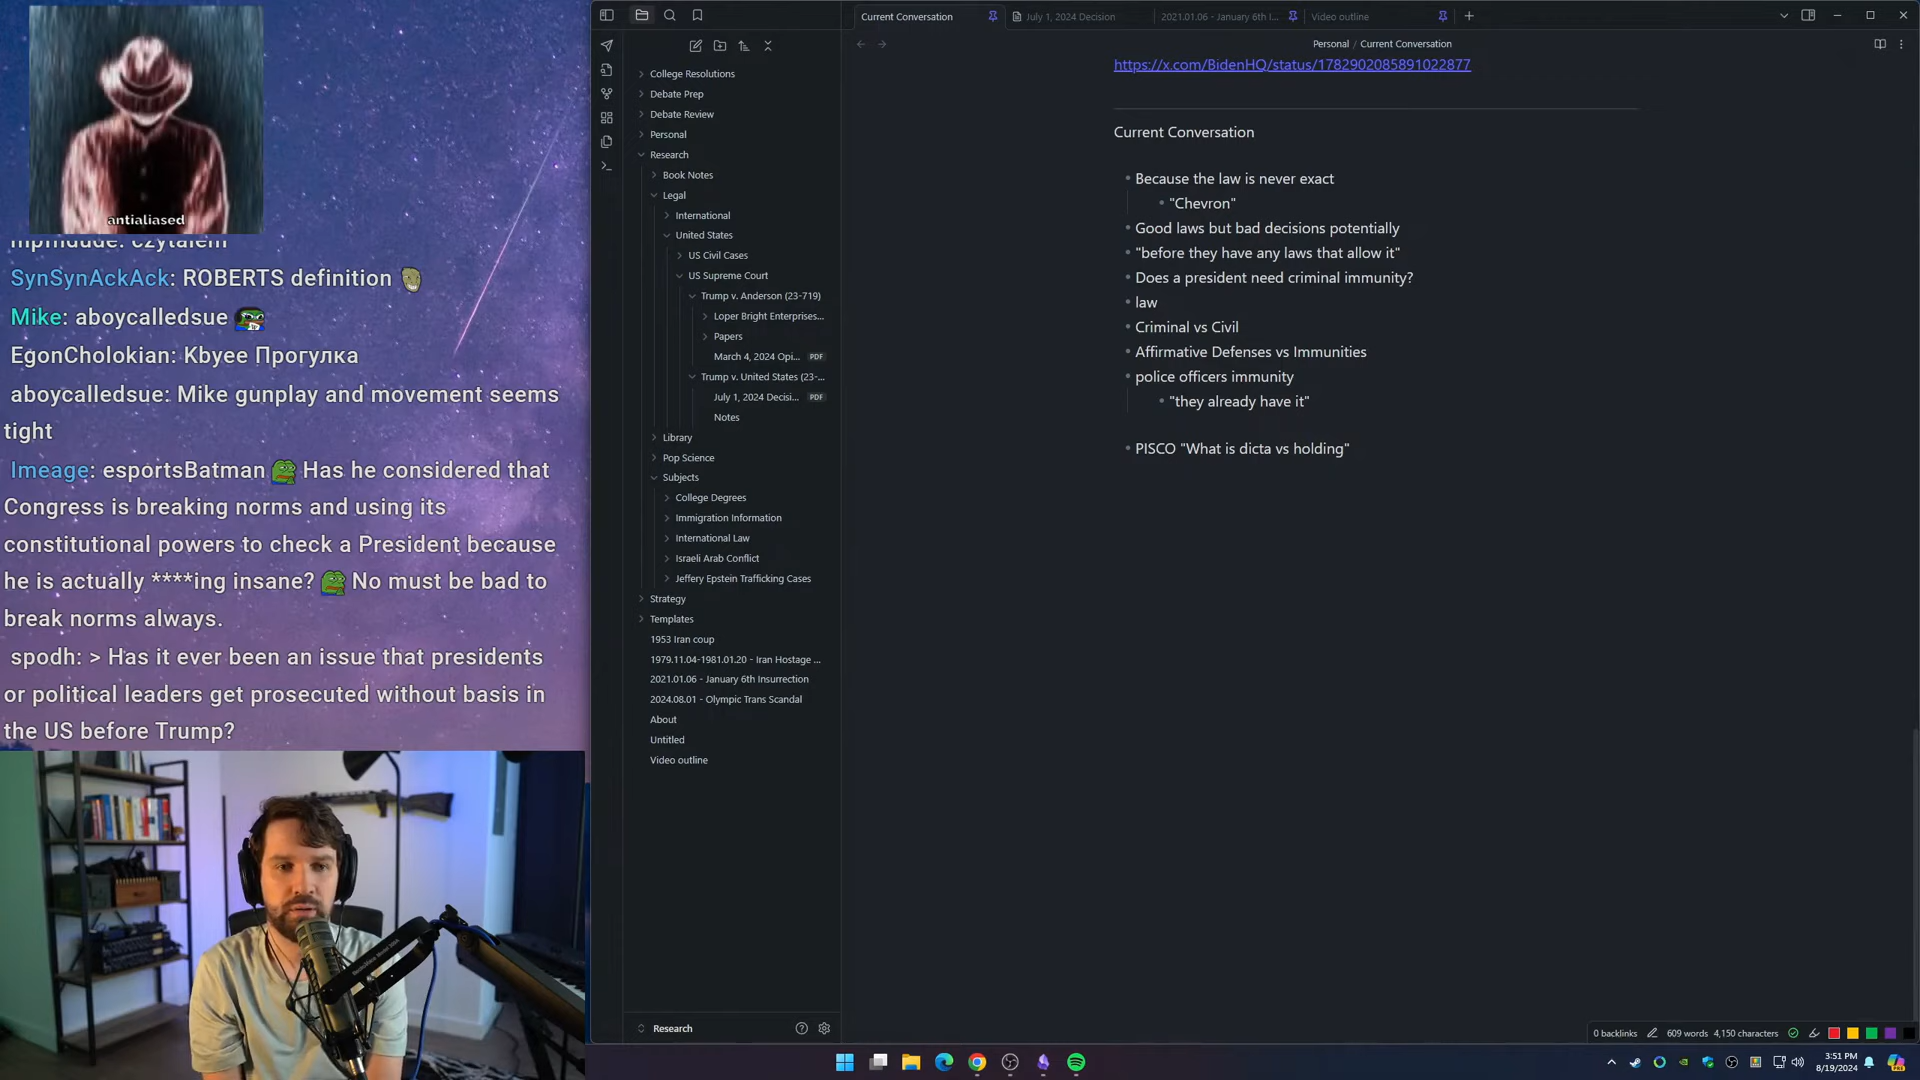 antialiased
SynSynAckAck: ROBERTS definition
Mike: aboycalledsue
EgonCholokian: Kbyee Прогулка
aboycalledsue: Mike gunplay and movement seems
tight
Imeage: esportsBatman Has he considered that
Congress is breaking norms and using its
constitutional powers to check a President because
he is actually ****ing insane? No must be bad to
break norms always.
spodh: > Has it ever been an issue that presidents
or political leaders get prosecuted without basis in
the US before Trump?
College Resolutions
Debate Prep
Debate Review
Personal
Research
Book Notes
Legal
International
United States
US Civil Cases
US Supreme Court
Trump v. Anderson (23-719)
Loper Bright Enterprises...
Papers
March 4, 2024 Opi... PDF
Trump v. United States (23-...
July 1, 2024 Decisi... PDF
Notes
Library
Pop Science
Subjects
College Degrees
Immigration Information
International Law
Israeli Arab Conflict
Jeffery Epstein Trafficking Cases
Strategy
Templates
1953 Iran coup
1979.11.04-1981.01.20 - Iran Hostage ...
2021.01.06 - January 6th Insurrection
2024.08.01 - Olympic Trans Scandal
About
Untitled
Video outline
Research
Current Conversation
July 1, 2024 Decision
2021.01.06 - January 6th I...
Video outline
Personal / Current Conversation
https://x.com/BidenHQ/status/1782902085891022877
Current Conversation
Because the law is never exact
"Chevron"
Good laws but bad decisions potentially
"before they have any laws that allow it"
Does a president need criminal immunity?
law
Criminal vs Civil
Affirmative Defenses vs Immunities
police officers immunity
"they already have it"
PISCO "What is dicta vs holding"
0 backlinks 609 words 4,150 characters
3:51 PM
8/19/2024